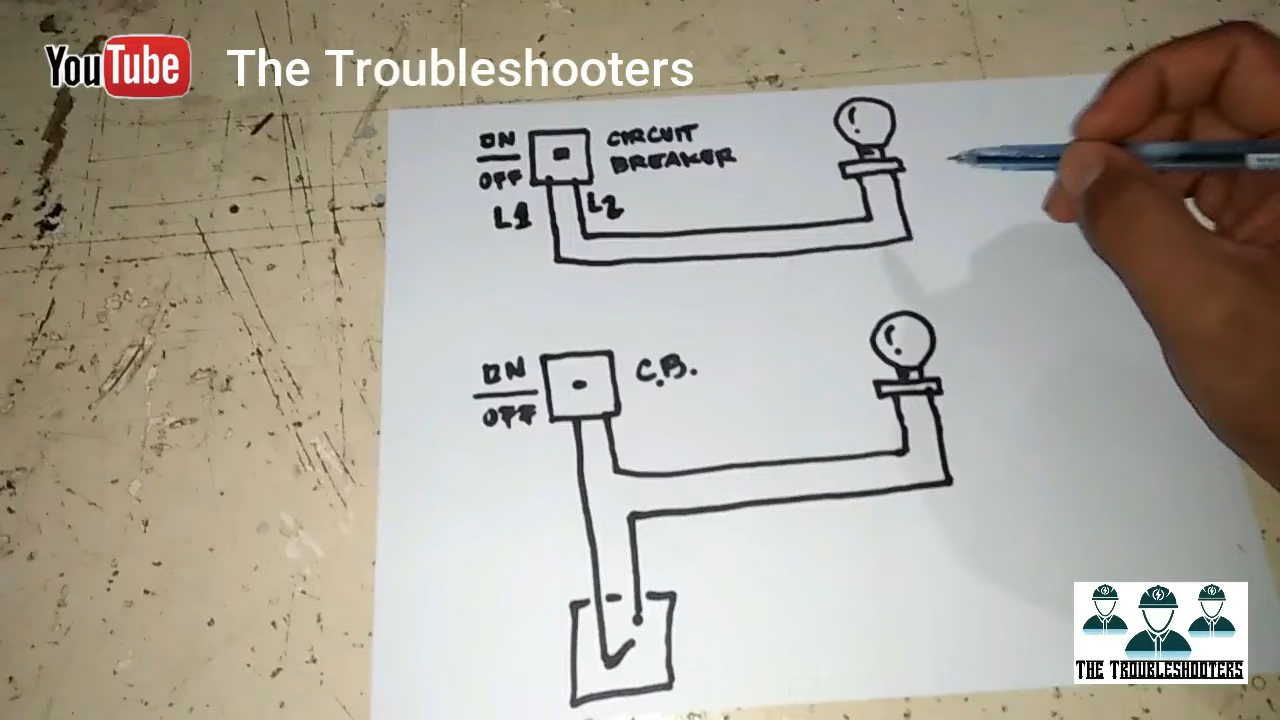 YouTube The Troubleshooters
ON
OFF
CIRCUIT
BREAKER
L1
L2
ON
OFF
C.B.
THE TROUBLESHOOTERS